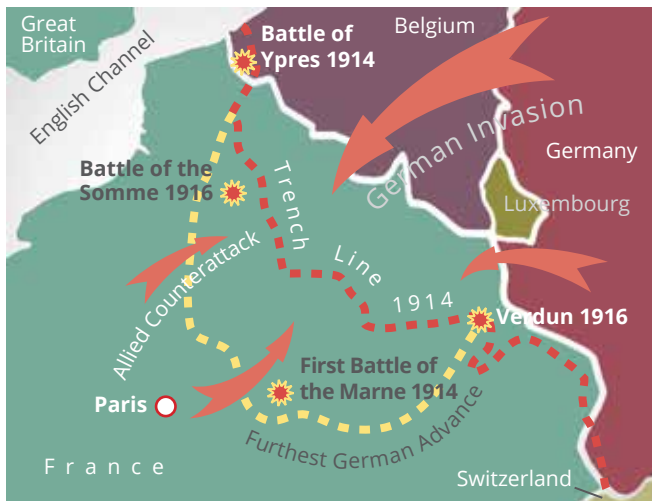 Great
Britain
English Channel
Battle of
Ypres 1914
Belgium
German Invasion
Germany
Luxembourg
Battle of the
Somme 1916
Trench
Line
1914
Allied Counterattack
Verdun 1916
First Battle of
the Marne 1914
Paris
Furthest German Advance
France
Switzerland